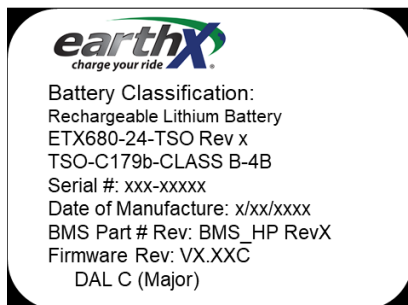 earthX
charge your ride
Battery Classification:
Rechargeable Lithium Battery
ETX680-24-TSO Rev x
TSO-C179b-CLASS B-4B
Serial #: xxx-xxxxx
Date of Manufacture: x/xx/xxxx
BMS Part # Rev: BMS_HP RevX
Firmware Rev: VX.XXC
DAL C (Major)